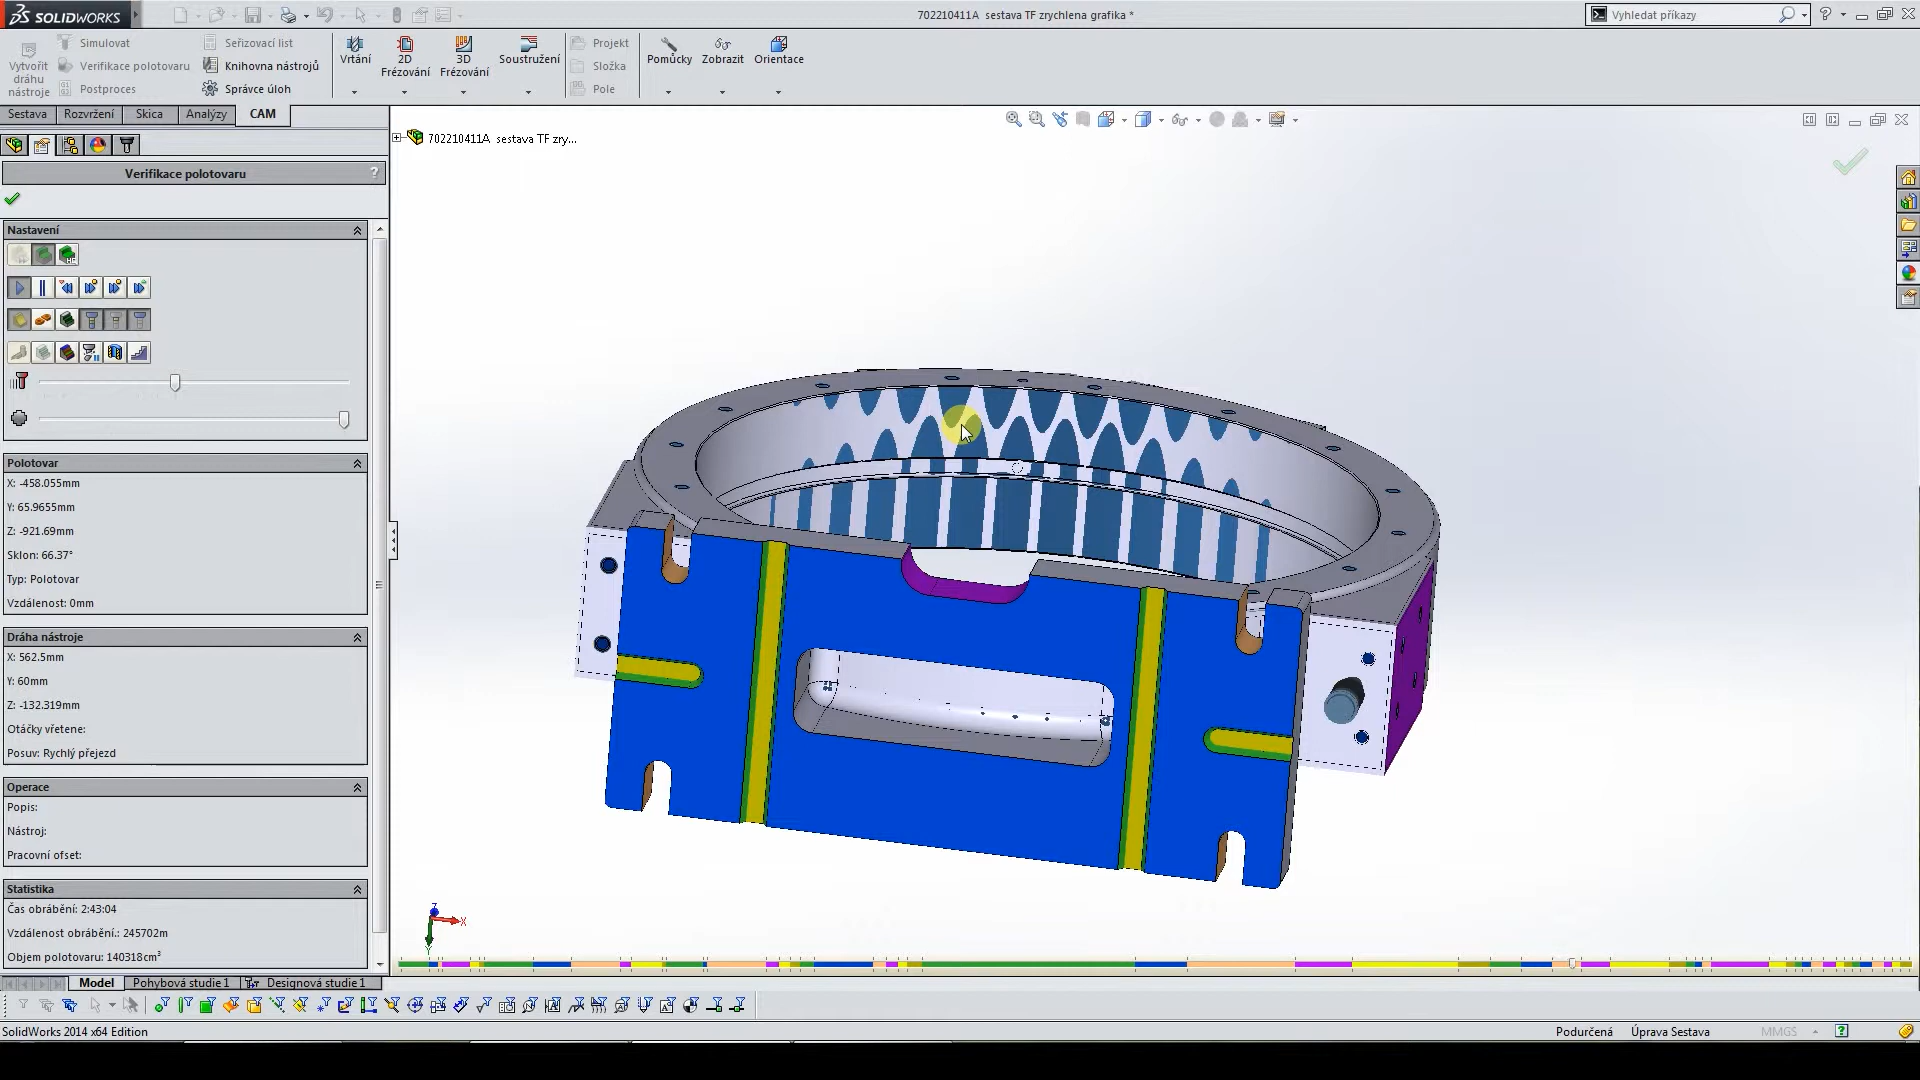 SOLIDWORKS
702210411A sestava TF zrychlena grafika *
Vyhledat příkazy
Vytvořit dráhu nástroje
Simulovat
Verifikace polotovaru
Postproces
Seřizovací list
Knihovna nástrojů
Správce úloh
Vrtání
2D Frézování
3D Frézování
Soustružení
Projekt
Složka
Pole
Pomůcky
Zobrazit
Orientace
Sestava
Rozvržení
Skica
Analýzy
CAM
702210411A sestava TF zry...
Verifikace polotovaru
?
Nastavení
Polotovar
X: -458.055mm
Y: 65.9655mm
Z: -921.69mm
Sklon: 66.37°
Typ: Polotovar
Vzdálenost: 0mm
Dráha nástroje
X: 562.5mm
Y: 60mm
Z: -132.319mm
Otáčky vřetene:
Posuv: Rychlý přejezd
Operace
Popis:
Nástroj:
Pracovní ofset:
Statistika
Čas obrábění: 2:43:04
Vzdálenost obrábění.: 245702m
Objem polotovaru: 140318cm³
Z
X
Y
Model
Pohybová studie 1
Designová studie 1
SolidWorks 2014 x64 Edition
Podurčená
Úprava Sestava
MMGS